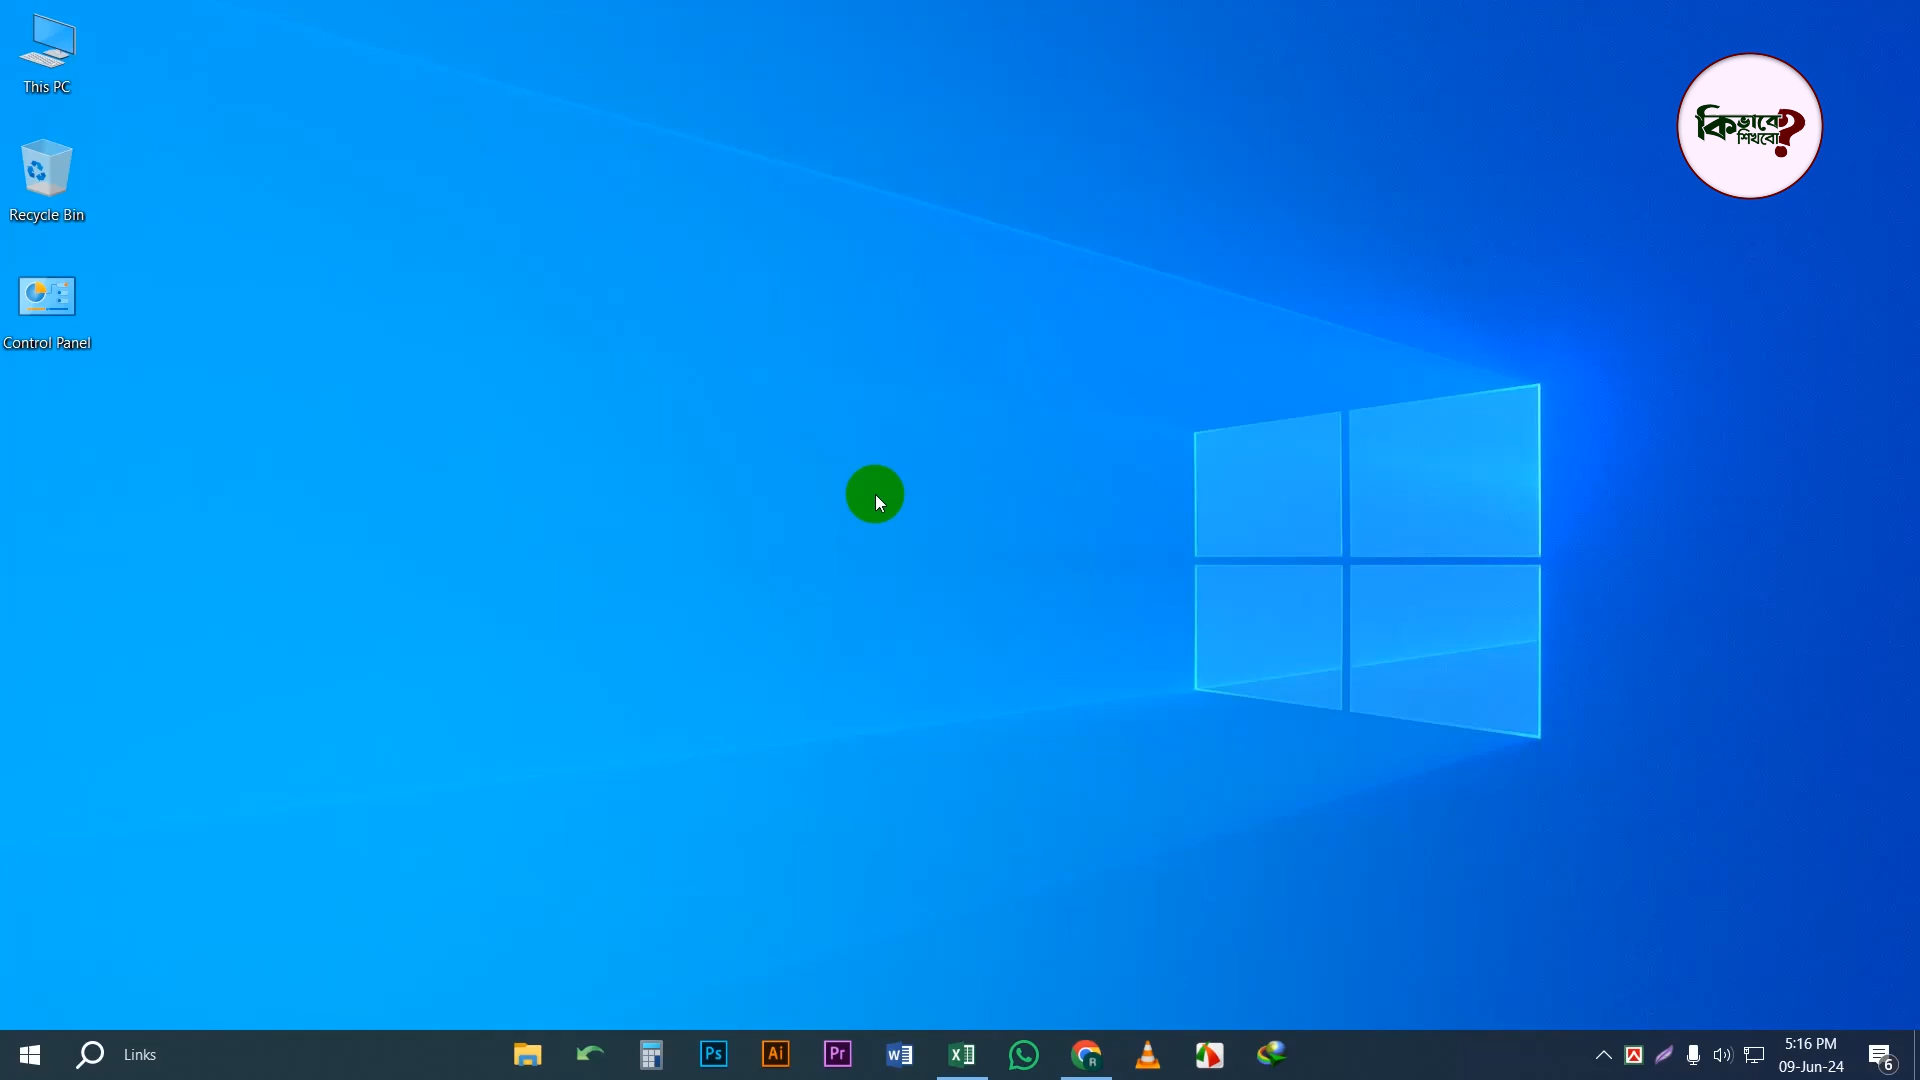 This PC
Recycle Bin
Control Panel
কিভাবে
শিখবো?
Links
Ps
Ai
Pr
5:16 PM
09-Jun-24
6